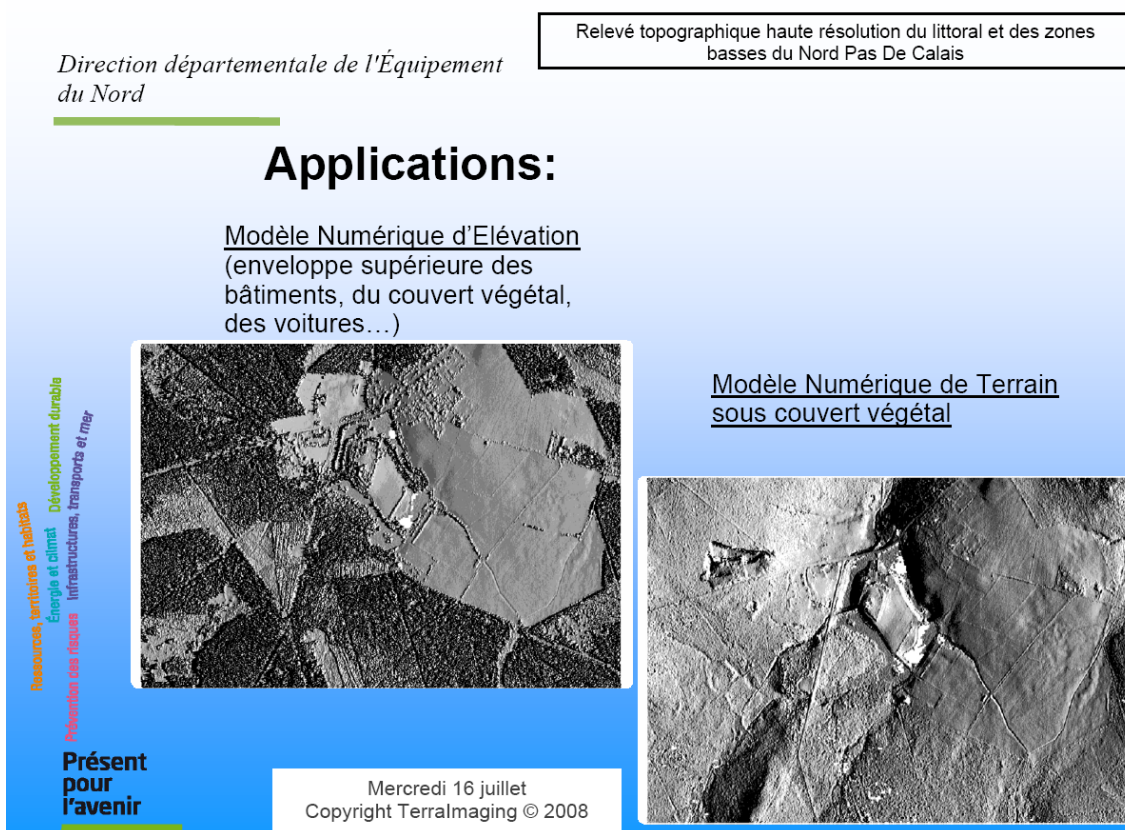 Relevé topographique haute résolution du littoral et des zones
basses du Nord Pas De Calais
Direction départementale de l'Équipement
du Nord
Applications:
Modèle Numérique d'Elévation
(enveloppe supérieure des
bâtiments, du couvert végétal,
des voitures…)
Modèle Numérique de Terrain
sous couvert végétal
Ressources, territoires et habitats
Énergie et climat Développement durable
Prévention des risques Infrastructures, transports et mer
Présent
pour
l'avenir
Mercredi 16 juillet
Copyright TerraImaging © 2008